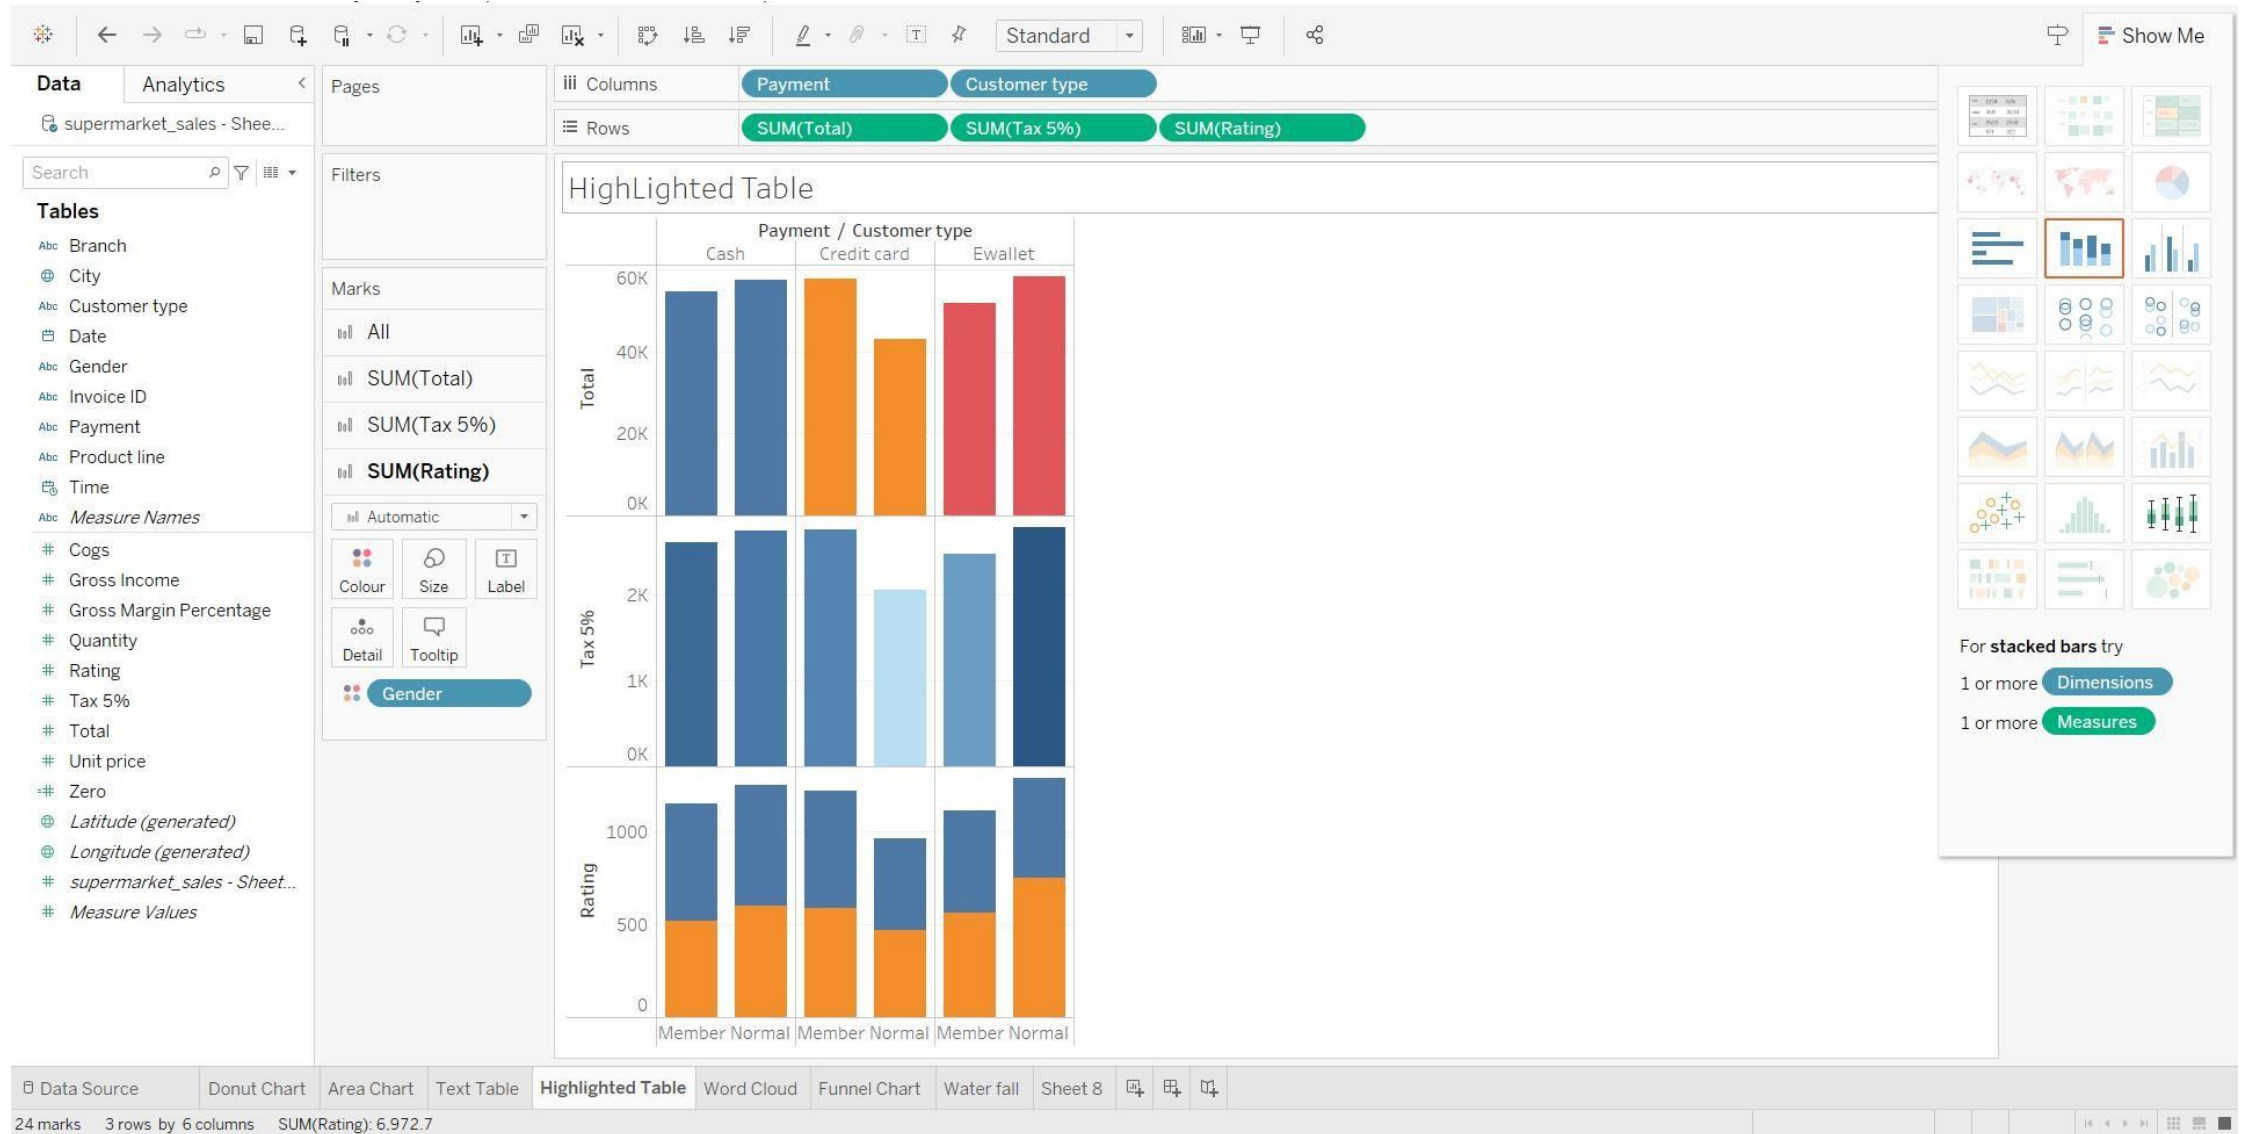 Standard
Show Me
Data
Analytics
supermarket_sales - Shee...
Search
Tables
Abc Branch
City
Abc Customer type
Date
Abc Gender
Abc Invoice ID
Abc Payment
Abc Product line
Time
Abc Measure Names
# Cogs
# Gross Income
# Gross Margin Percentage
# Quantity
# Rating
# Tax 5%
# Total
# Unit price
=# Zero
Latitude (generated)
Longitude (generated)
# supermarket_sales - Sheet...
# Measure Values
Pages
Filters
Marks
All
SUM(Total)
SUM(Tax 5%)
SUM(Rating)
Automatic
Colour Size Label
Detail Tooltip
Gender
Columns Payment Customer type
Rows SUM(Total) SUM(Tax 5%) SUM(Rating)
HighLighted Table
Payment / Customer type
Cash Credit card Ewallet
60K
40K
20K
0K
Total
2K
1K
0K
Tax 5%
1000
500
0
Rating
Member Normal Member Normal Member Normal
For stacked bars try
1 or more Dimensions
1 or more Measures
Data Source Donut Chart Area Chart Text Table Highlighted Table Word Cloud Funnel Chart Water fall Sheet 8
24 marks 3 rows by 6 columns SUM(Rating): 6,972.7